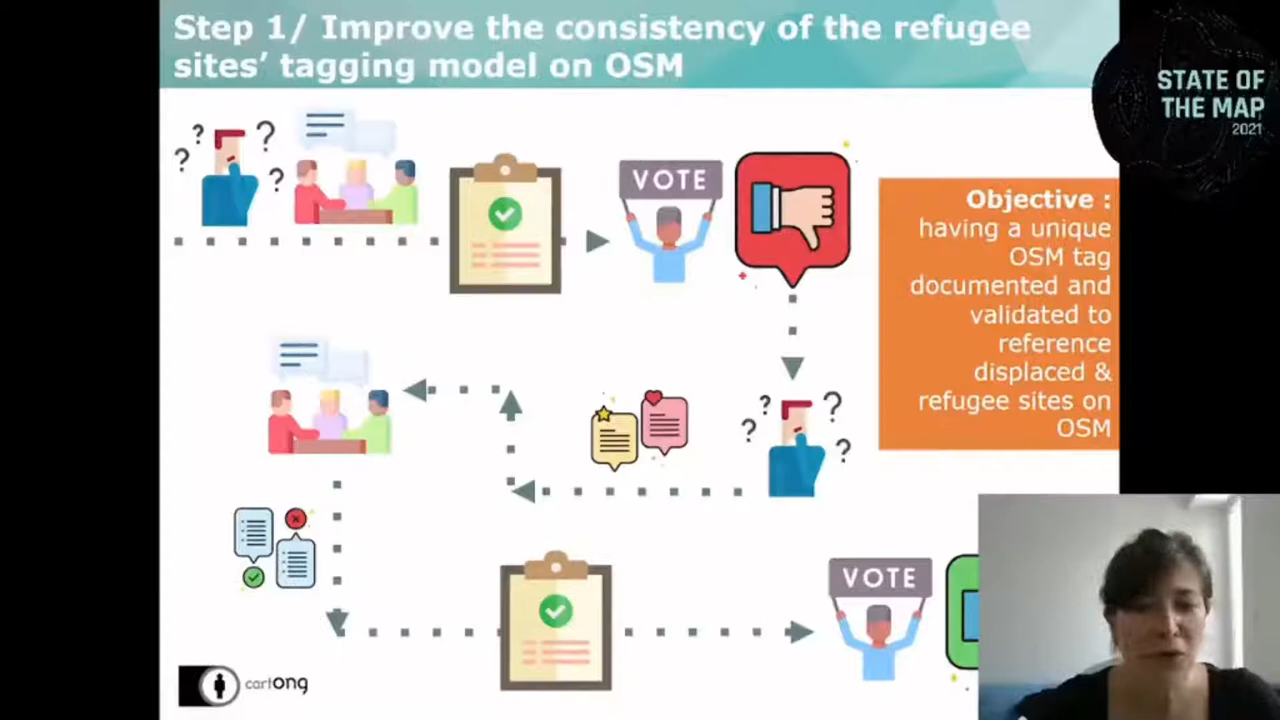 Step 1/ Improve the consistency of the refugee
sites’ tagging model on OSM
STATE OF
THE MAP
2021
? ? ? ?
VOTE
Objective :
having a unique
OSM tag
documented and
validated to
reference
displaced &
refugee sites on
OSM
? ? ? ?
VOTE
cartONG